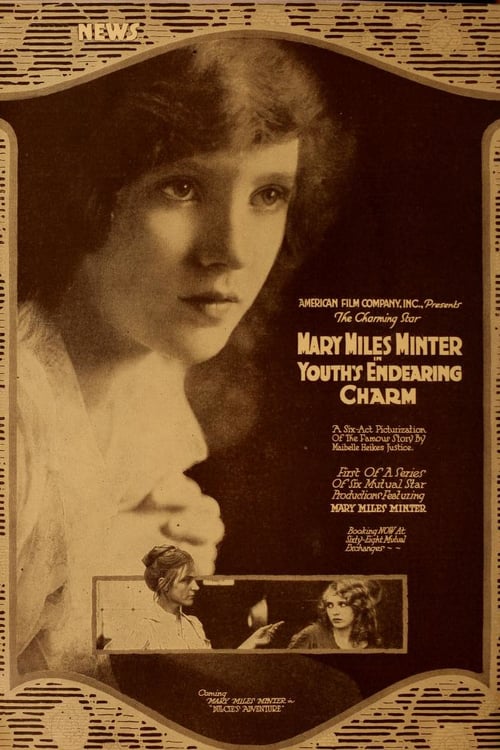 NEWS
AMERICAN FILM COMPANY, INC., Presents
The Charming Star
MARY MILES MINTER
IN
YOUTH'S ENDEARING
CHARM
A Six-Act Picturization
Of The Famous Story By
Maibelle Heikes Justice.
First Of A Series
Of Six Mutual Star
Productions Featuring
MARY MILES MINTER
Booking NOW At
Sixty-Eight Mutual
Exchanges ~ ~
Coming
MARY MILES MINTER in
"DULCIE'S ADVENTURE"